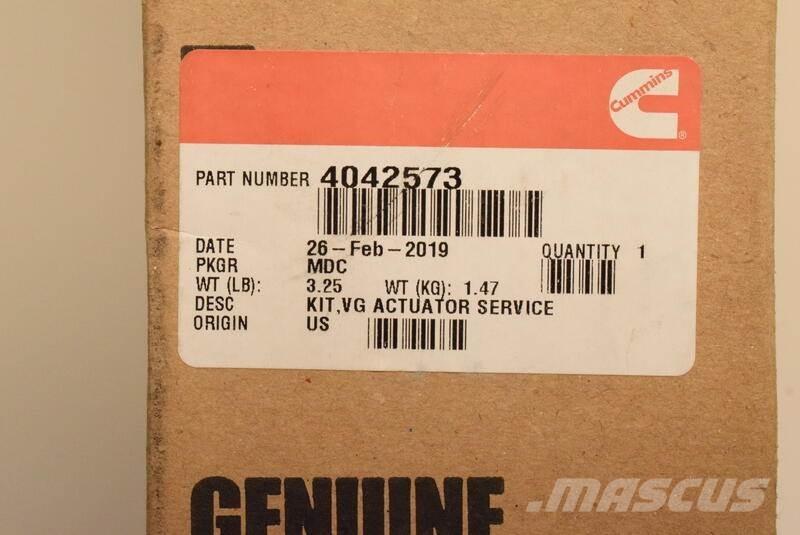 Cummins
®
PART NUMBER 4042573
DATE 26-Feb-2019 QUANTITY 1
PKGR MDC
WT (LB): 3.25 WT (KG): 1.47
DESC KIT,VG ACTUATOR SERVICE
ORIGIN US
GENUINE
.mascus